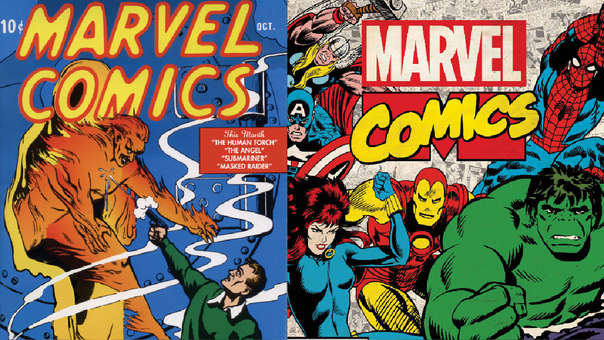 10¢
MARVEL
OCT.
COMICS
This Month
"THE HUMAN TORCH"
"THE ANGEL"
"SUBMARINER"
"MASKED RAIDER"
MARVEL
COMICS
A